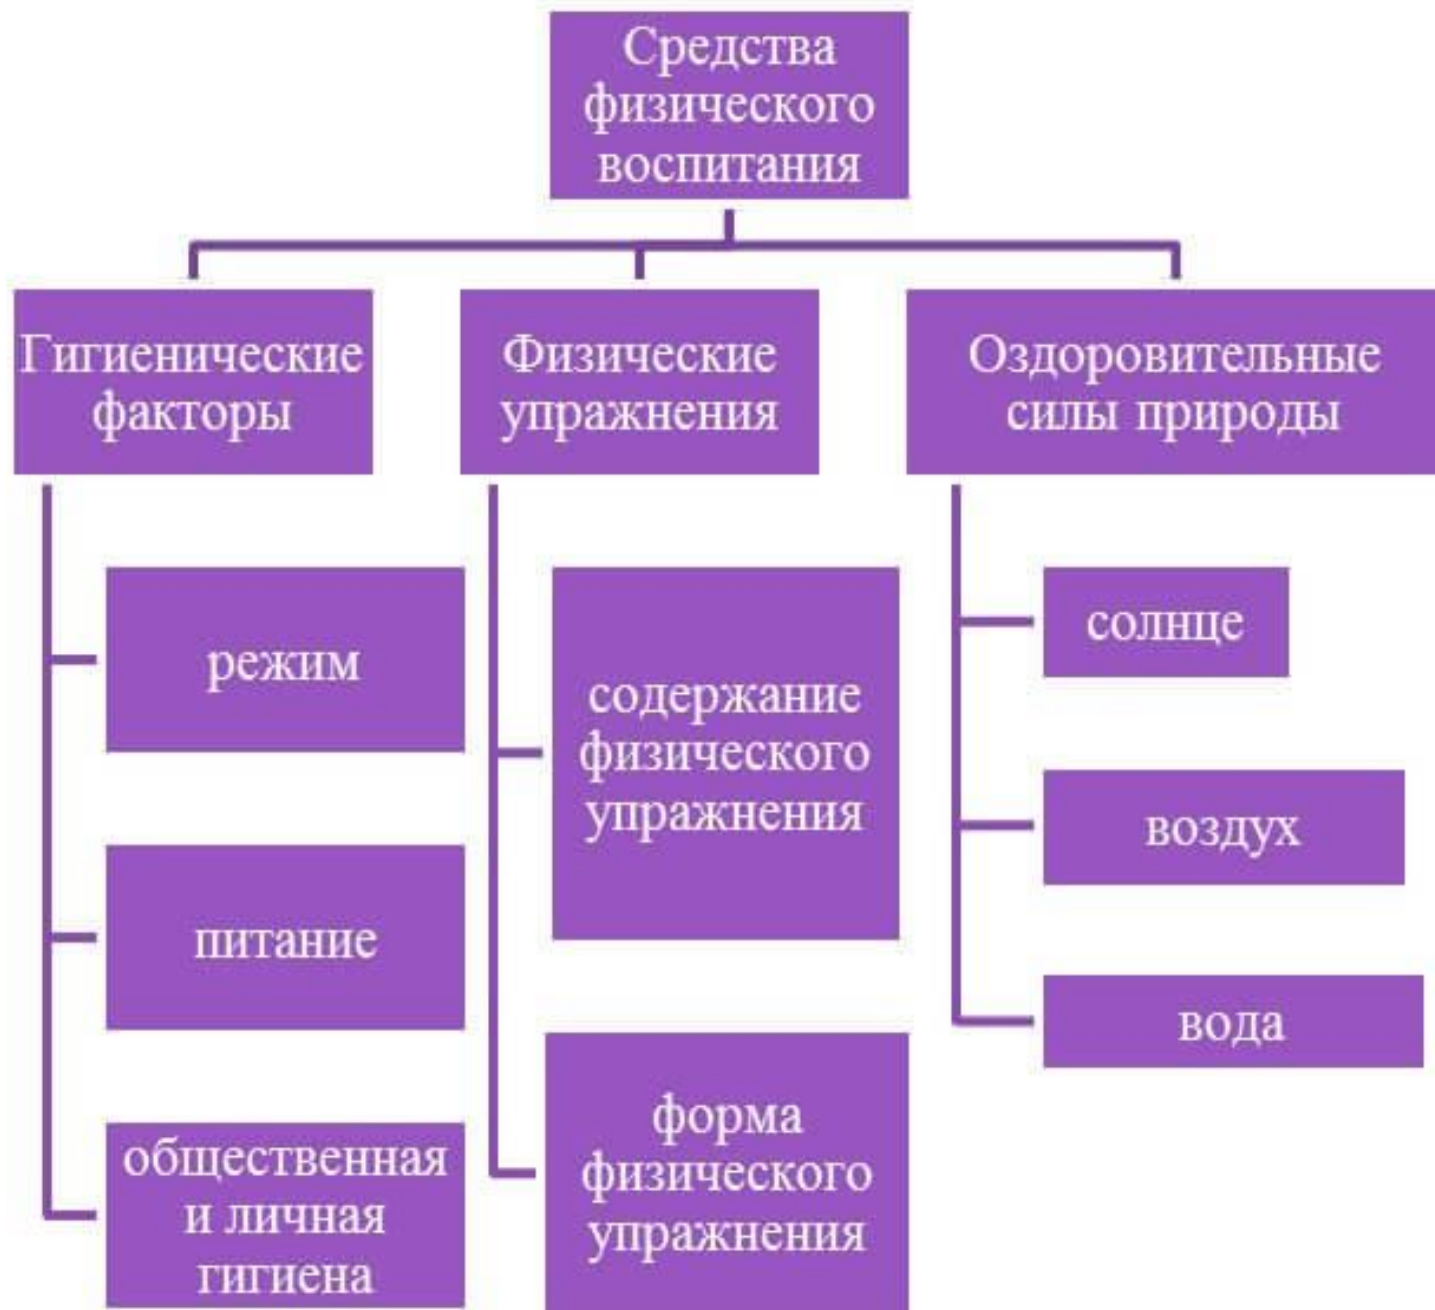 Средства
физического
воспитания
Гигиенические
факторы
Физические
упражнения
Оздоровительные
силы природы
режим
питание
общественная
и личная
гигиена
содержание
физического
упражнения
форма
физического
упражнения
солнце
воздух
вода